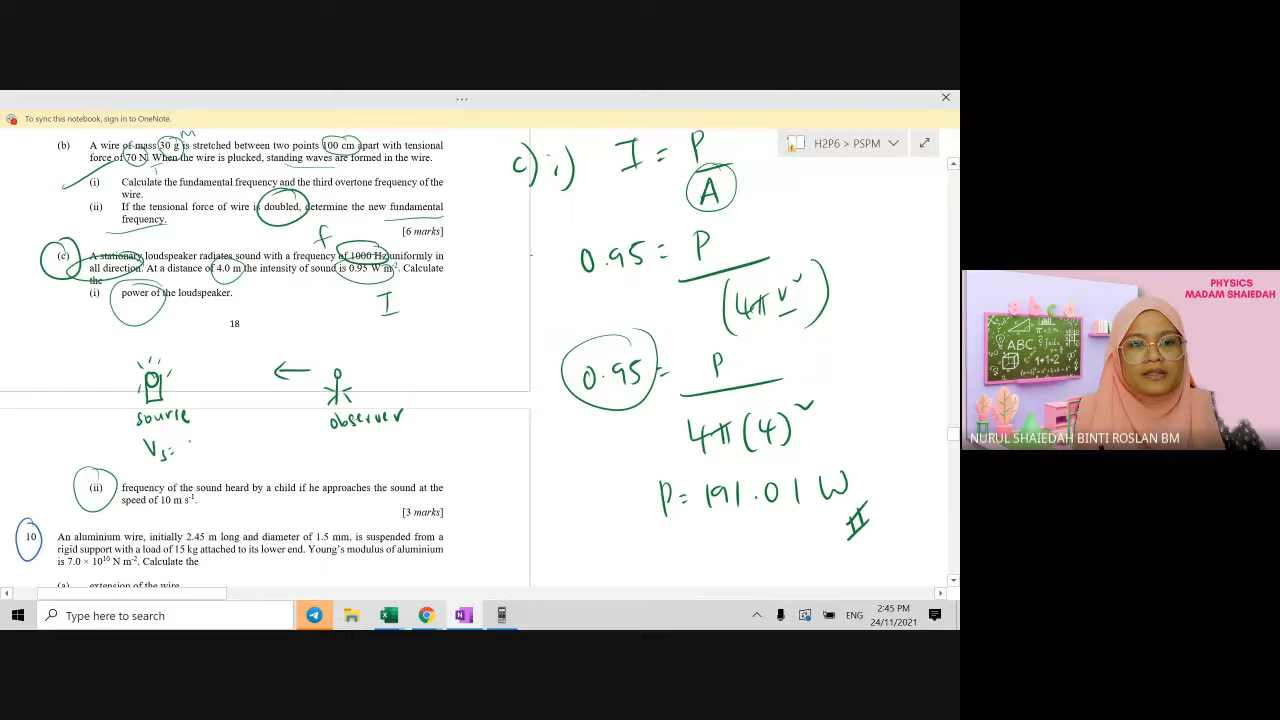 To sync this notebook, sign in to OneNote.
H2P6 > PSPM
(b) A wire of mass 30 g is stretched between two points 100 cm apart with tensional
force of 70 N. When the wire is plucked, standing waves are formed in the wire.
m
T
(i) Calculate the fundamental frequency and the third overtone frequency of the
wire.
(ii) If the tensional force of wire is doubled, determine the new fundamental
frequency.
[6 marks]
f
(c) A stationary loudspeaker radiates sound with a frequency of 1000 Hz uniformly in
all direction. At a distance of 4.0 m the intensity of sound is 0.95 W m-2. Calculate
the
(i) power of the loudspeaker.
I
18
source
observer
Vs =
(ii) frequency of the sound heard by a child if he approaches the sound at the
speed of 10 m s-1.
[3 marks]
10 An aluminium wire, initially 2.45 m long and diameter of 1.5 mm, is suspended from a
rigid support with a load of 15 kg attached to its lower end. Young's modulus of aluminium
is 7.0 × 10¹⁰ N m-2. Calculate the
(a) extension of the wire
c) i) I = P
A
0.95 = P
(4π r²)
0.95 = P
4π (4)²
P = 191.01 W
PHYSICS
MADAM SHAIEDAH
ABC
NURUL SHAIEDAH BINTI ROSLAN BM
Type here to search
ENG
2:45 PM
24/11/2021